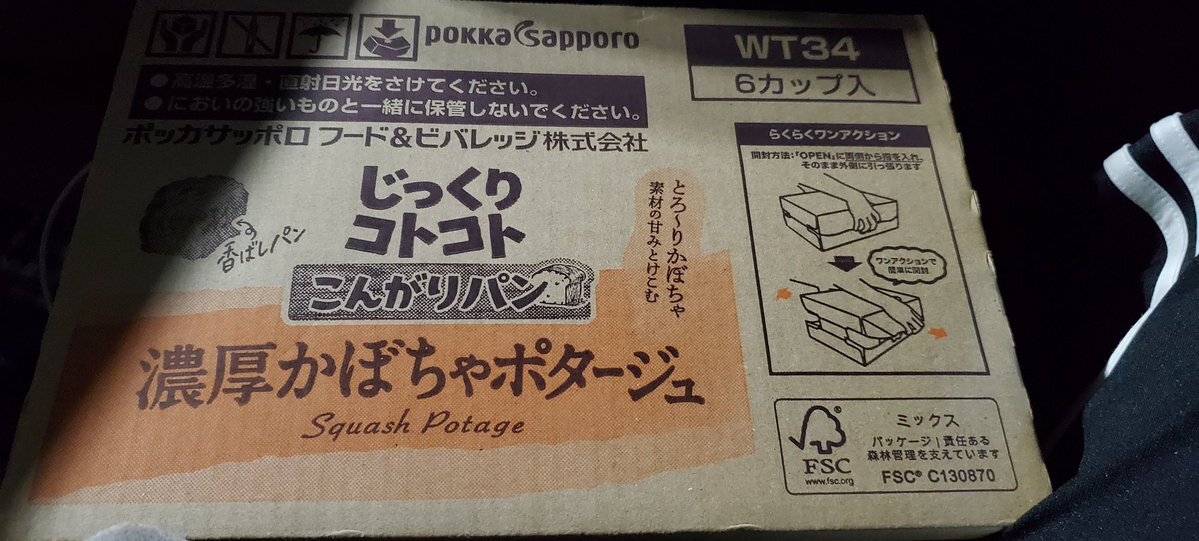 pokka sapporo
WT34
6カップ入
●高温多湿・直射日光をさけてください。
●においの強いものと一緒に保管しないでください。
ポッカサッポロ フード&ビバレッジ株式会社
らくらくワンアクション
開封方法:「OPEN」に両側から指を入れ、
そのまま外側に引っ張ります
ワンアクションで
簡単に開封
じっくり
コトコト
こんがりパン
香ばしパン
とろ~りかぼちゃ
素材の甘みとけこむ
濃厚かぼちゃポタージュ
Squash Potage
FSC
www.fsc.org
ミックス
パッケージ|責任ある
森林管理を支えています
FSC® C130870